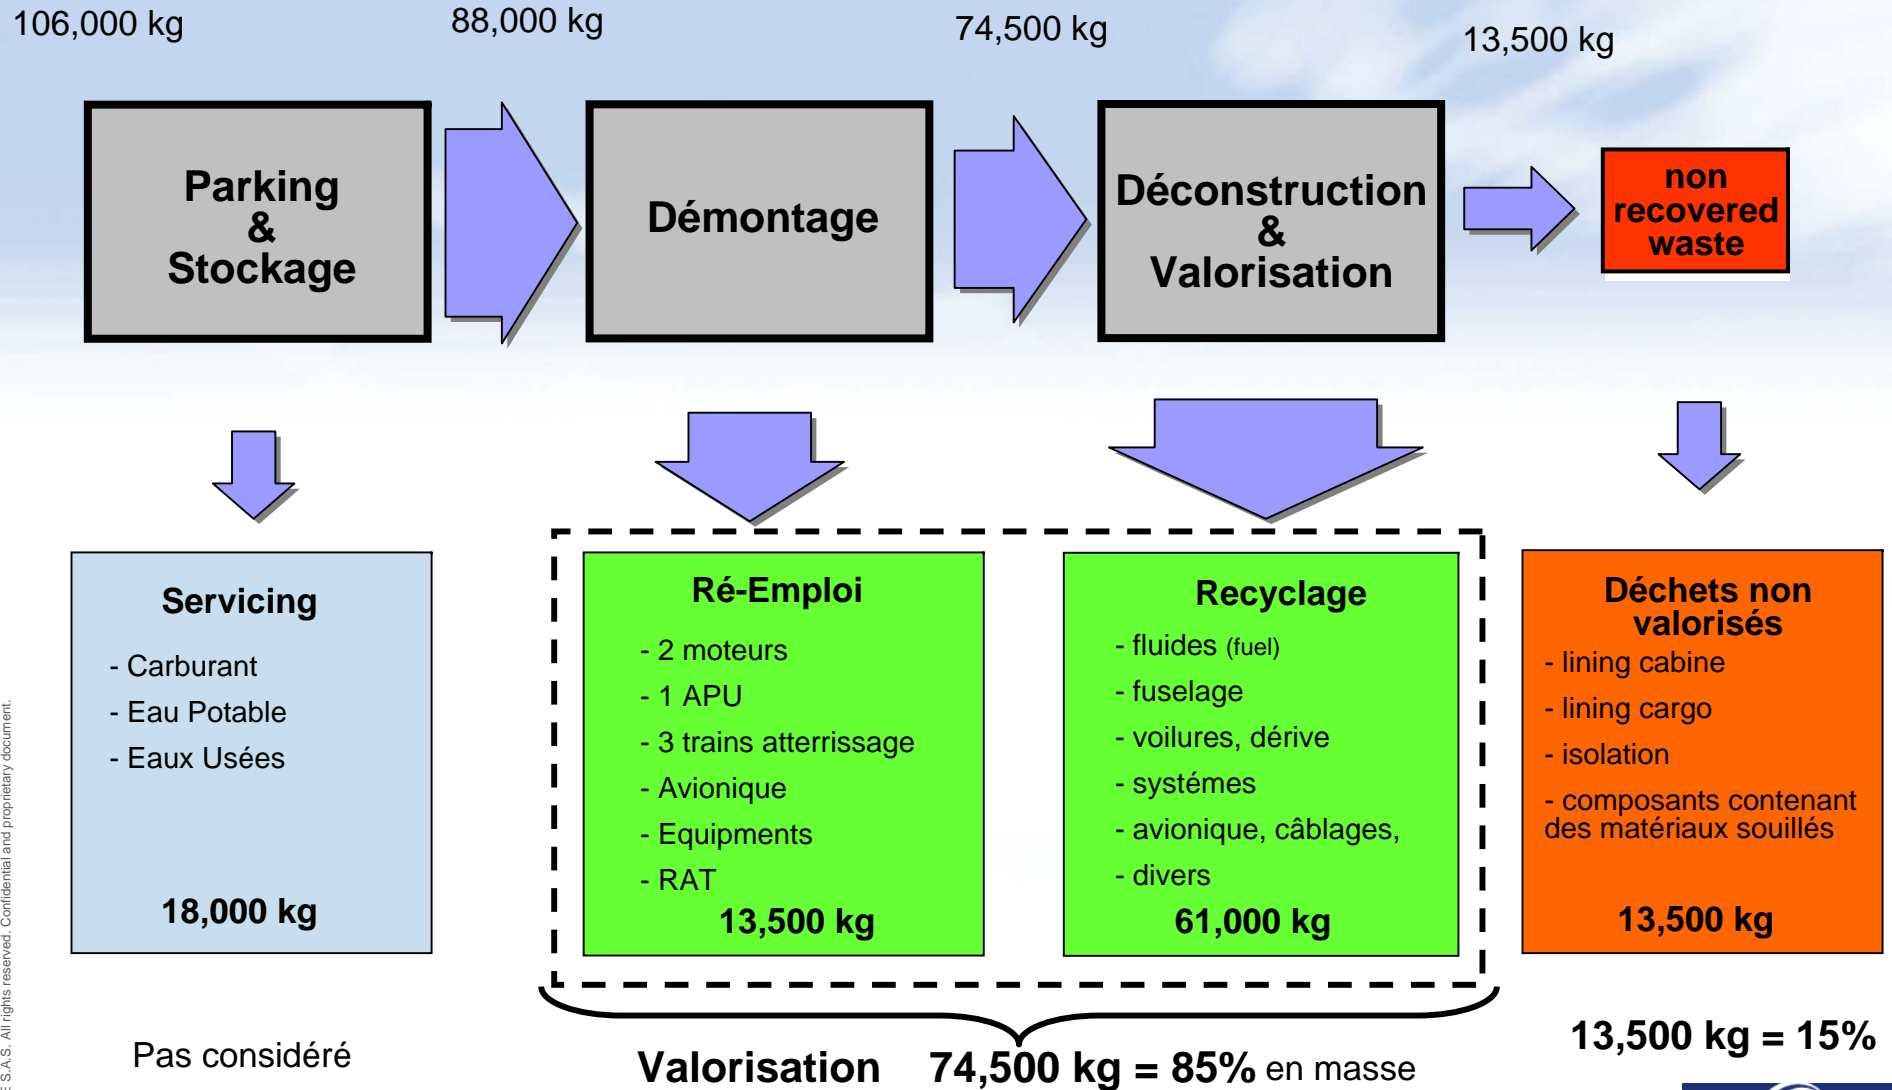 106,000 kg
88,000 kg
74,500 kg
13,500 kg
Parking
&
Stockage
Démontage
Déconstruction
&
Valorisation
non
recovered
waste
Servicing
- Carburant
- Eau Potable
- Eaux Usées
18,000 kg
Ré-Emploi
- 2 moteurs
- 1 APU
- 3 trains atterrissage
- Avionique
- Equipments
- RAT
13,500 kg
Recyclage
- fluides (fuel)
- fuselage
- voilures, dérive
- systémes
- avionique, câblages,
- divers
61,000 kg
Déchets non
valorisés
- lining cabine
- lining cargo
- isolation
- composants contenant
des matériaux souillés
13,500 kg
Pas considéré
Valorisation 74,500 kg = 85% en masse
13,500 kg = 15%
S.A.S. All rights reserved. Confidential and proprietary document.